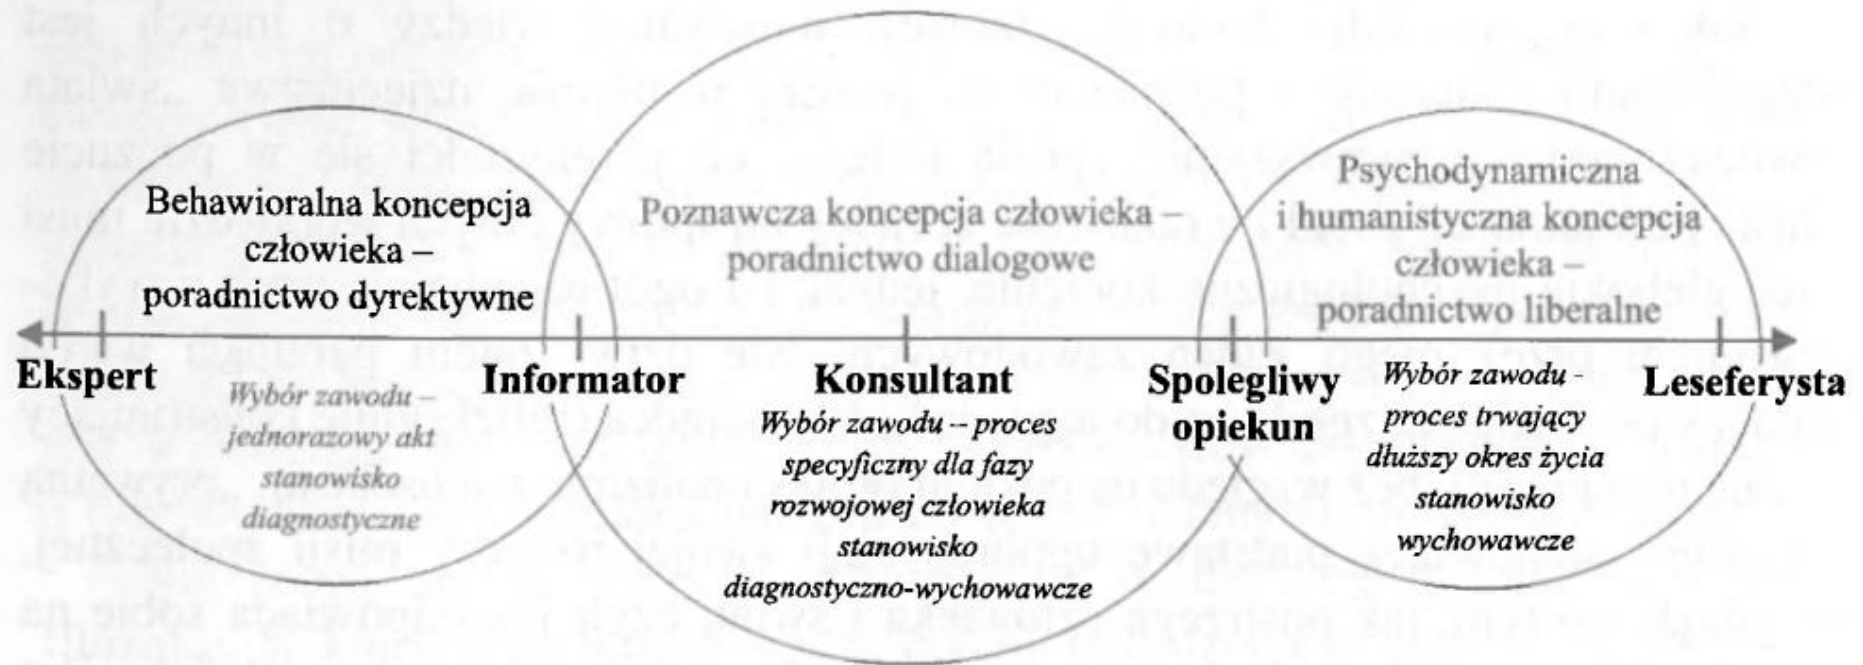 Behawioralna koncepcja
człowieka –
poradnictwo dyrektywne
Poznawcza koncepcja człowieka –
poradnictwo dialogowe
Psychodynamiczna
i humanistyczna koncepcja
człowieka –
poradnictwo liberalne
Ekspert
Informator
Konsultant
Spolegliwy
opiekun
Leseferysta
Wybór zawodu –
jednorazowy akt
stanowisko
diagnostyczne
Wybór zawodu – proces
specyficzny dla fazy
rozwojowej człowieka
stanowisko
diagnostyczno-wychowawcze
Wybór zawodu -
proces trwający
dłuższy okres życia
stanowisko
wychowawcze